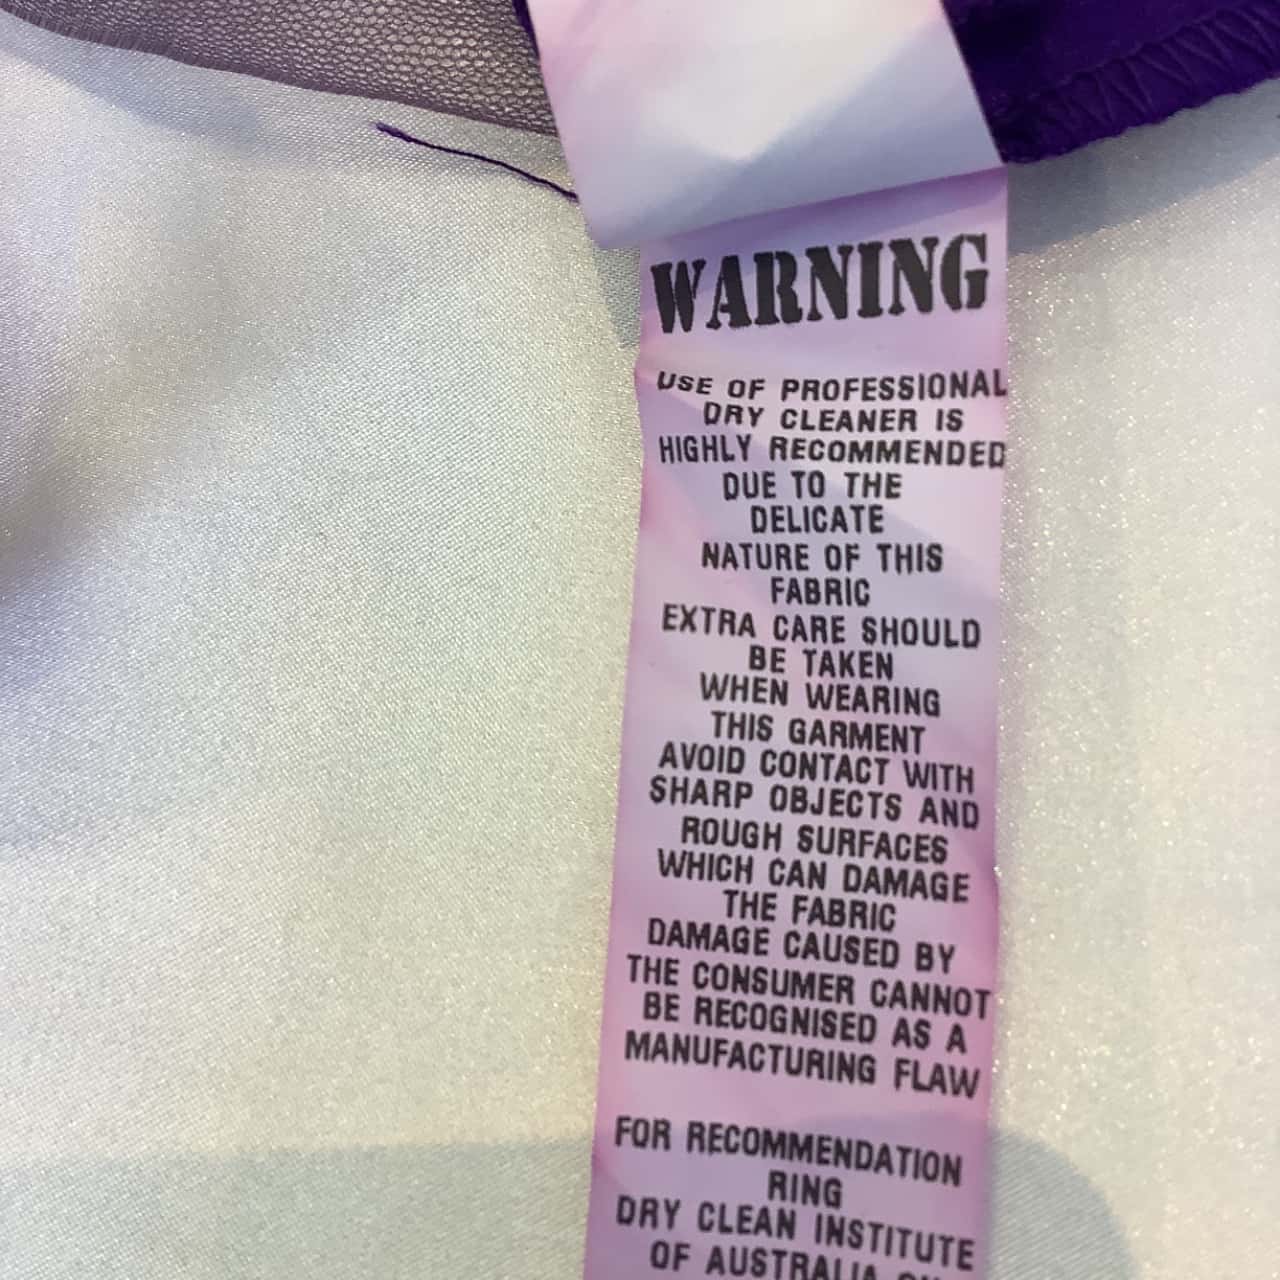 WARNING
USE OF PROFESSIONAL
DRY CLEANER IS
HIGHLY RECOMMENDED
DUE TO THE
DELICATE
NATURE OF THIS
FABRIC
EXTRA CARE SHOULD
BE TAKEN
WHEN WEARING
THIS GARMENT
AVOID CONTACT WITH
SHARP OBJECTS AND
ROUGH SURFACES
WHICH CAN DAMAGE
THE FABRIC
DAMAGE CAUSED BY
THE CONSUMER CANNOT
BE RECOGNISED AS A
MANUFACTURING FLAW
FOR RECOMMENDATION
RING
DRY CLEAN INSTITUTE
OF AUSTRALIA